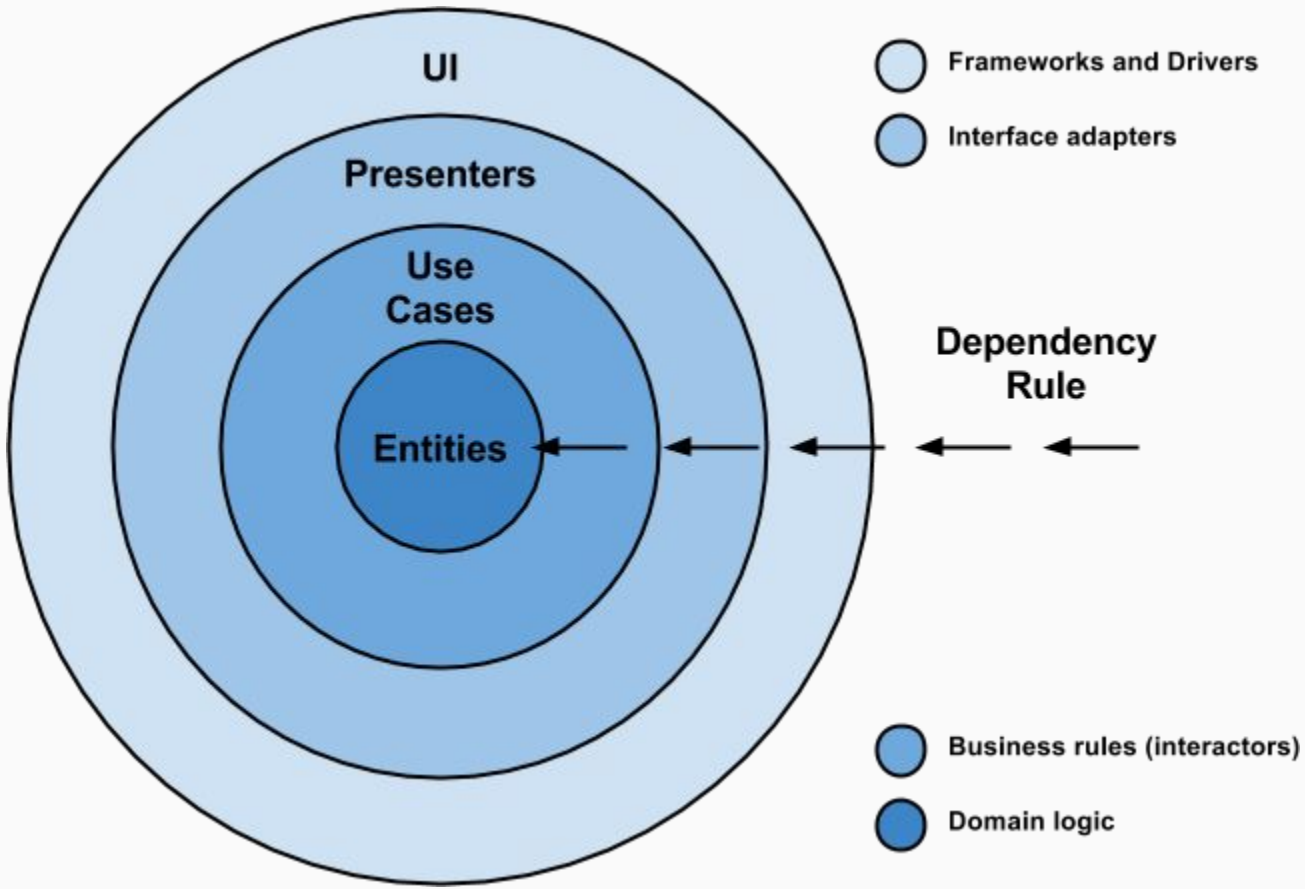 UI
Presenters
Use
Cases
Entities
Frameworks and Drivers
Interface adapters
Dependency
Rule
Business rules (interactors)
Domain logic